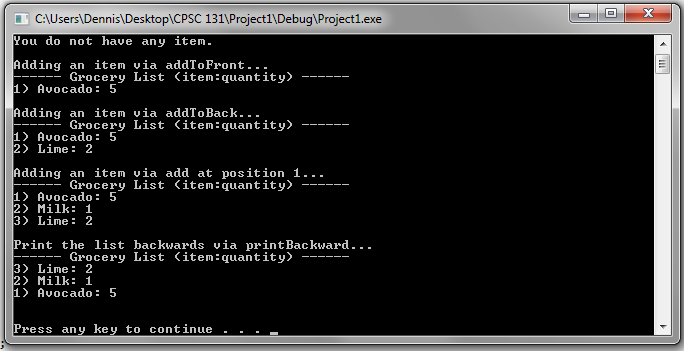 C:\Users\Dennis\Desktop\CPSC 131\Project1\Debug\Project1.exe
You do not have any item.
Adding an item via addToFront...
------ Grocery List (item:quantity) ------
1) Avocado: 5
Adding an item via addToBack...
------ Grocery List (item:quantity) ------
1) Avocado: 5
2) Lime: 2
Adding an item via add at position 1...
------ Grocery List (item:quantity) ------
1) Avocado: 5
2) Milk: 1
3) Lime: 2
Print the list backwards via printBackward...
------ Grocery List (item:quantity) ------
3) Lime: 2
2) Milk: 1
1) Avocado: 5
Press any key to continue . . . _
;